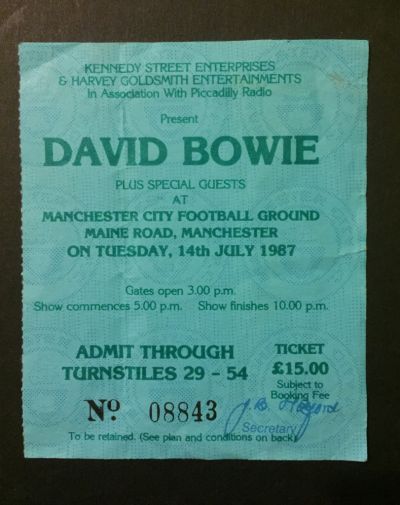 KENNEDY STREET ENTERPRISES
& HARVEY GOLDSMITH ENTERTAINMENTS
In Association With Piccadilly Radio
Present
DAVID BOWIE
PLUS SPECIAL GUESTS
AT
MANCHESTER CITY FOOTBALL GROUND
MAINE ROAD, MANCHESTER
ON TUESDAY, 14th JULY 1987
Gates open 3.00 p.m.
Show commences 5.00 p.m. Show finishes 10.00 p.m.
ADMIT THROUGH
TURNSTILES 29 - 54
TICKET
£15.00
Subject to
Booking Fee
No 08843
Secretary
To be retained. (See plan and conditions on back)